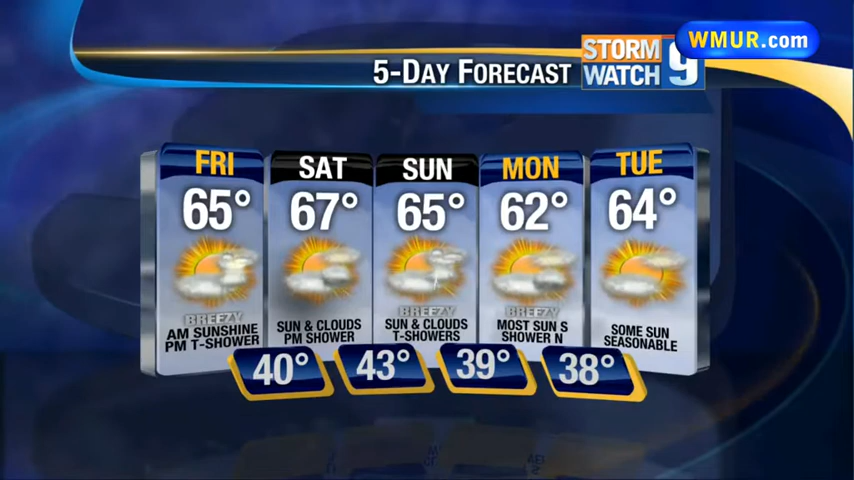 WMUR.com
5-DAY FORECAST
STORM
WATCH 9
FRI
65°
BREEZY
AM SUNSHINE
PM T-SHOWER
SAT
67°
SUN & CLOUDS
PM SHOWER
SUN
65°
BREEZY
SUN & CLOUDS
T-SHOWERS
MON
62°
BREEZY
MOST SUN S
SHOWER N
TUE
64°
SOME SUN
SEASONABLE
40° 43° 39° 38°